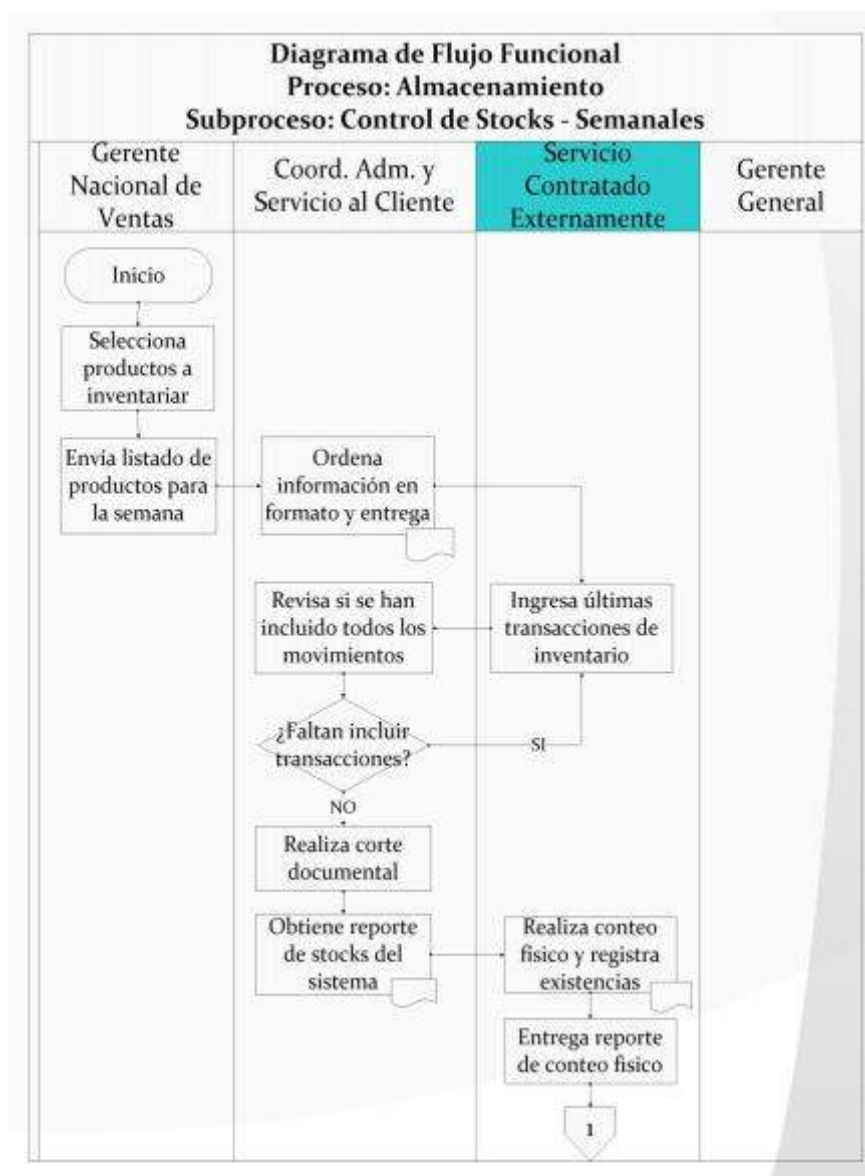 Diagrama de Flujo Funcional
Proceso: Almacenamiento
Subproceso: Control de Stocks - Semanales
Gerente
Nacional de
Ventas
Coord. Adm. y
Servicio al Cliente
Servicio
Contratado
Externamente
Gerente
General
Inicio
Selecciona
productos a
inventariar
Envía listado de
productos para
la semana
Ordena
información en
formato y entrega
Revisa si se han
incluido todos los
movimientos
Ingresa últimas
transacciones de
inventario
¿Faltan incluir
transacciones?
SI
NO
Realiza corte
documental
Obtiene reporte
de stocks del
sistema
Realiza conteo
fisico y registra
existencias
Entrega reporte
de conteo fisico
1